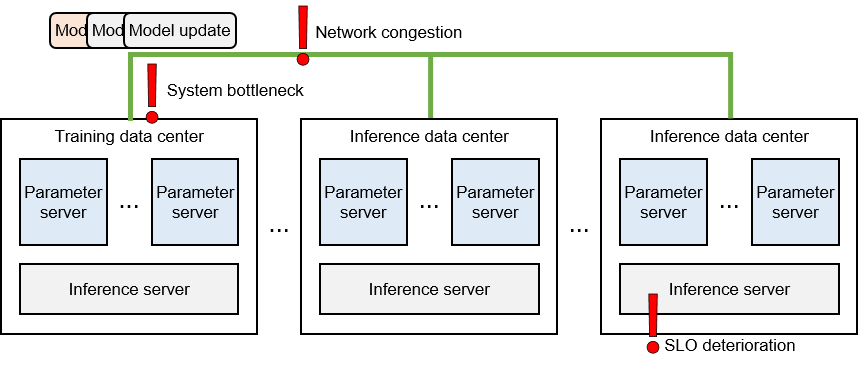 Mod
Mod
Model update
Network congestion
System bottleneck
Training data center
Inference data center
Inference data center
Parameter
server
...
Parameter
server
...
Parameter
server
...
Parameter
server
...
Parameter
server
...
Parameter
server
Inference server
Inference server
Inference server
SLO deterioration